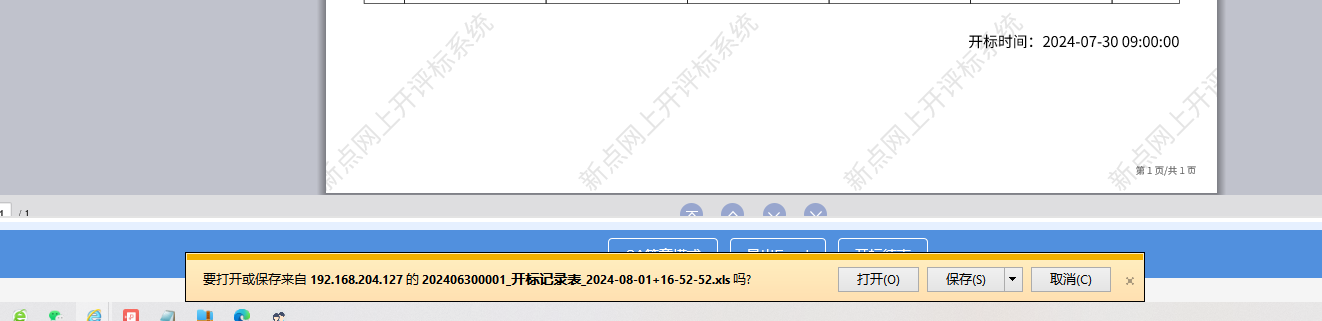 开标时间：2024-07-30 09:00:00
新点网上开评标系统
新点网上开评标系统
新点网上开评标系统
新点网上开评标系统
第 1 页/共 1 页
1 / 1
要打开或保存来自 192.168.204.127 的 202406300001_开标记录表_2024-08-01+16-52-52.xls 吗?
打开(O)
保存(S)
取消(C)